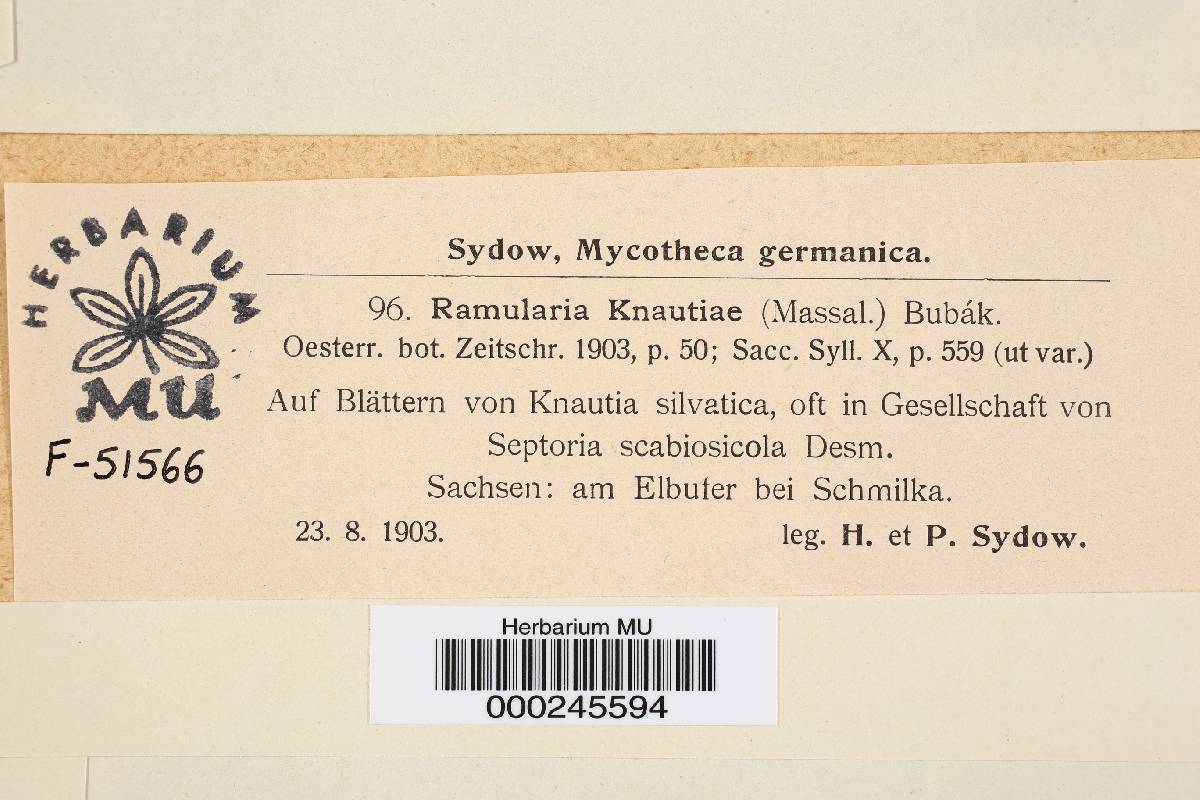 HERBARIUM
MU
F-51566
Sydow, Mycotheca germanica.
96. Ramularia Knautiae (Massal.) Bubák.
Oesterr. bot. Zeitschr. 1903, p. 50; Sacc. Syll. X, p. 559 (ut var.)
Auf Blättern von Knautia silvatica, oft in Gesellschaft von
Septoria scabiosicola Desm.
Sachsen: am Elbufer bei Schmilka.
23. 8. 1903. leg. H. et P. Sydow.
Herbarium MU
000245594